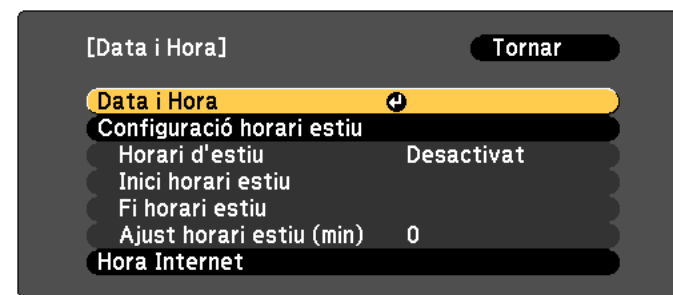 [Data i Hora] Tornar
Data i Hora
Configuració horari estiu
Horari d'estiu Desactivat
Inici horari estiu
Fi horari estiu
Ajust horari estiu (min) 0
Hora Internet